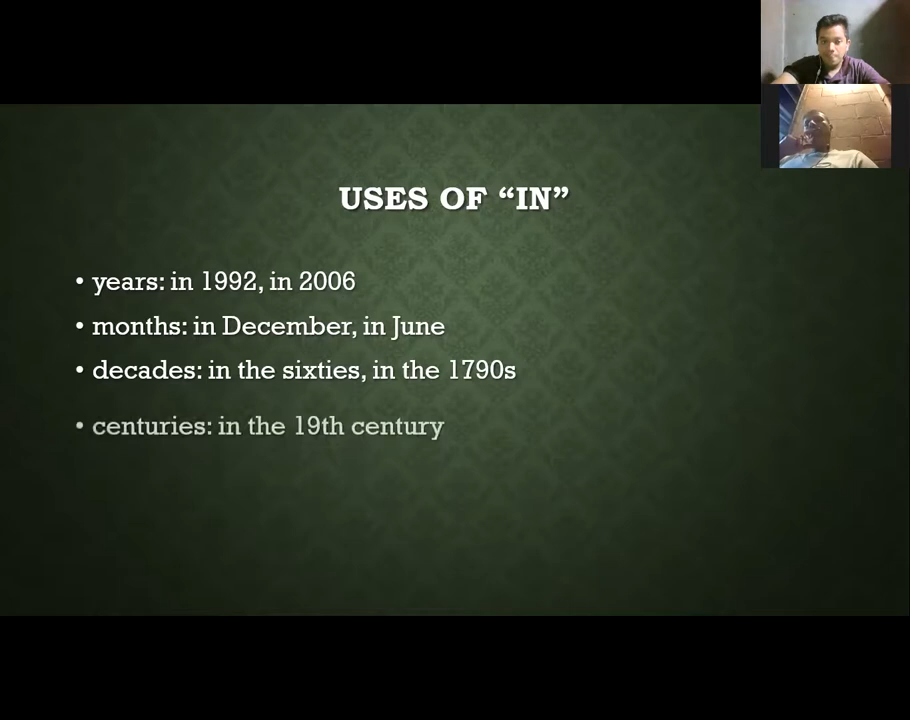 USES OF “IN”
• years: in 1992, in 2006
• months: in December, in June
• decades: in the sixties, in the 1790s
• centuries: in the 19th century